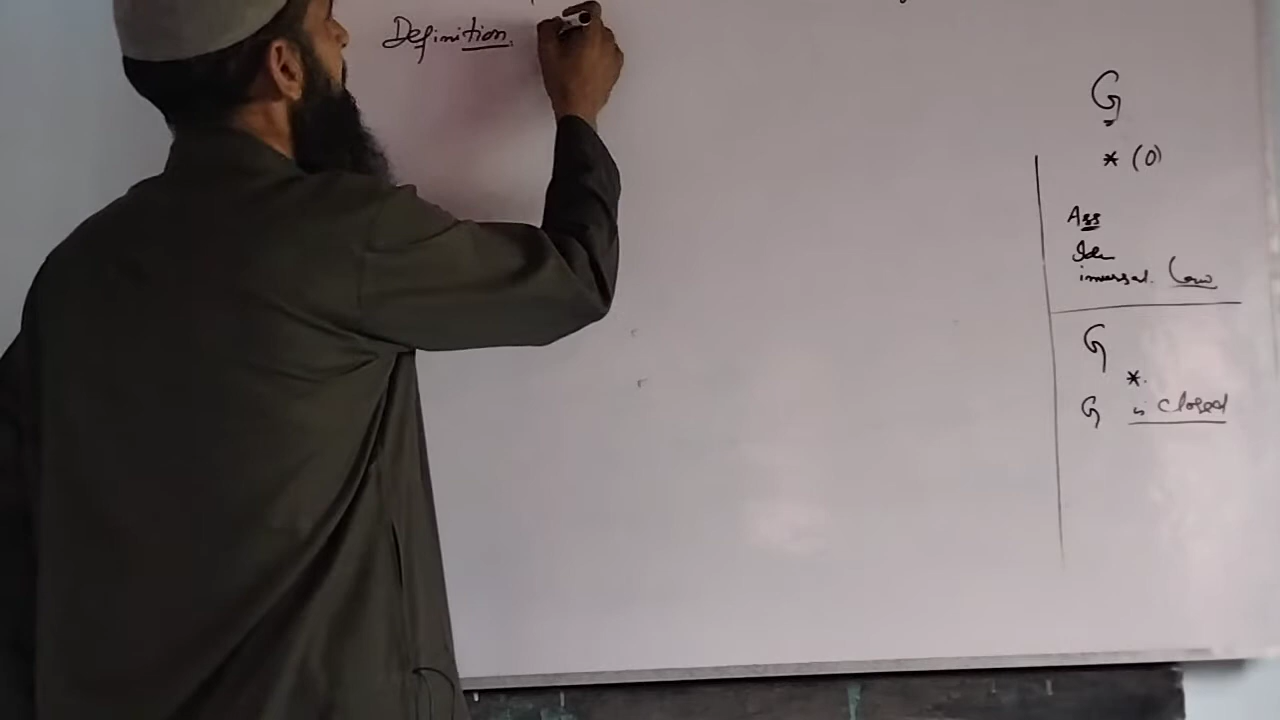 Definition.
G
* (0)
Ass
Ide
inversal. Law
G
*.
G is closed